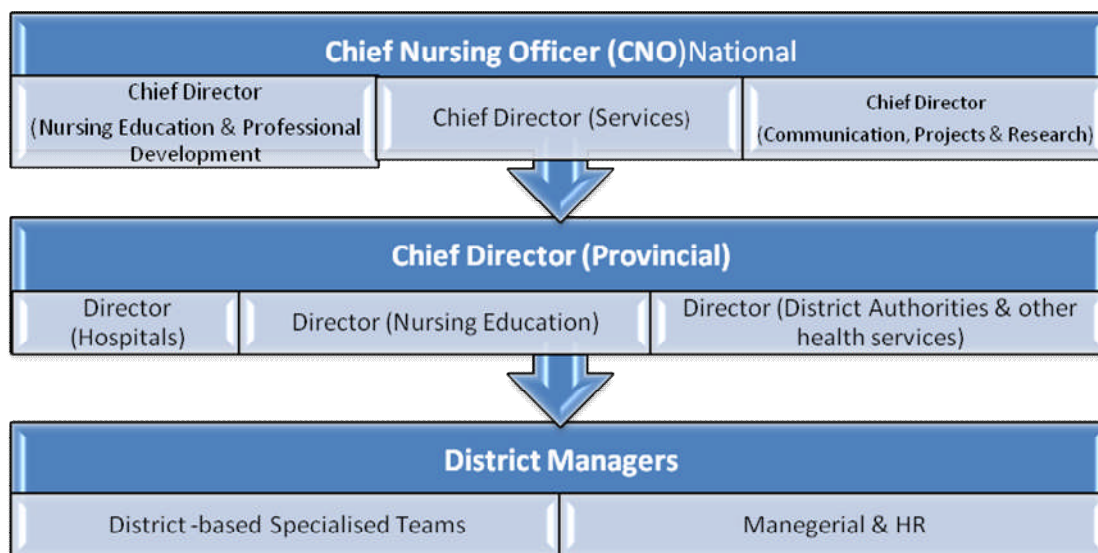 Chief Nursing Officer (CNO)National
Chief Director
(Nursing Education & Professional
Development
Chief Director (Services)
Chief Director
(Communication, Projects & Research)
Chief Director (Provincial)
Director
(Hospitals)
Director (Nursing Education)
Director (District Authorities & other
health services)
District Managers
District -based Specialised Teams
Manegerial & HR